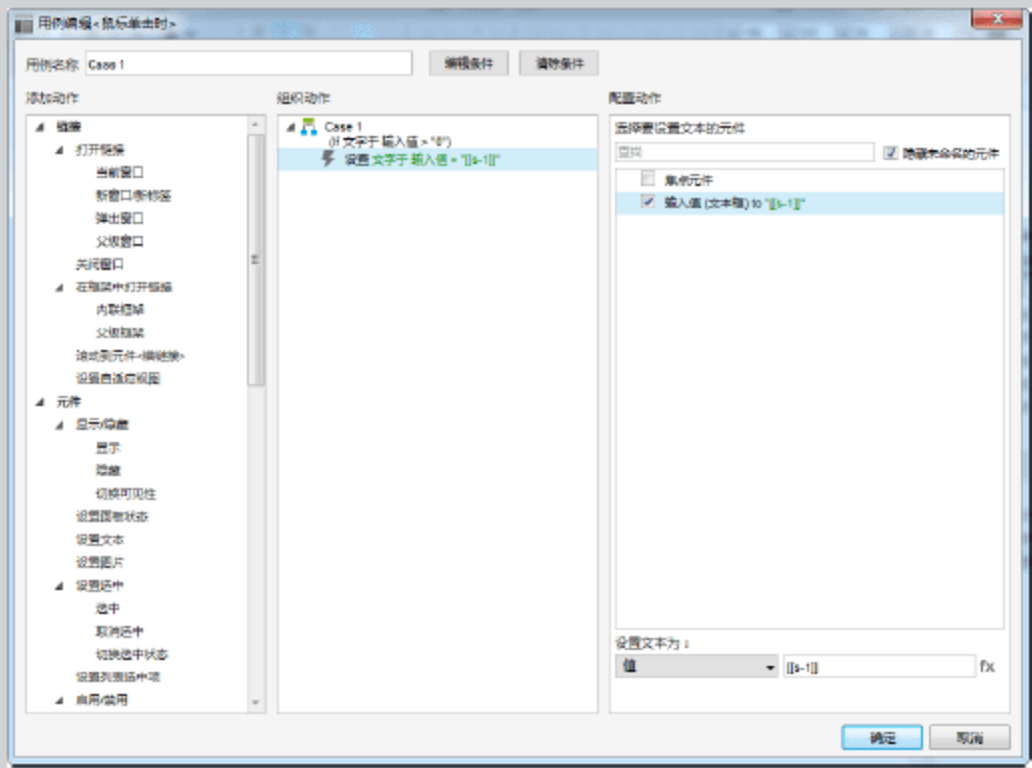 用例编辑<鼠标单击时>
用例名称 Case 1 编辑条件 清除条件
添加动作
链接
打开链接
当前窗口
新窗口/新标签
弹出窗口
父级窗口
关闭窗口
在框架中打开链接
内联框架
父级框架
滚动到元件<锚链接>
设置自适应视图
元件
显示/隐藏
显示
隐藏
切换可见性
设置面板状态
设置文本
设置图片
设置选中
选中
取消选中
切换选中状态
设置列表选中项
启用/禁用
组织动作
Case 1
(If 文字于 输入值 > "0")
设置 文字于 输入值 = "[[s-1]]"
配置动作
选择要设置文本的元件
查找 隐藏未命名的元件
焦点元件
输入值 (文本框) to "[[s-1]]"
设置文本为：
值 [[s-1]] fx
确定 取消